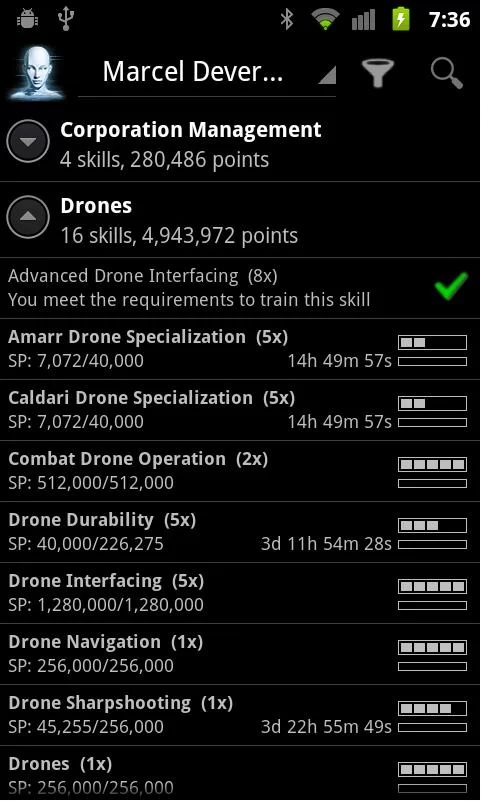 7:36
Marcel Dever...
Corporation Management
4 skills, 280,486 points
Drones
16 skills, 4,943,972 points
Advanced Drone Interfacing (8x)
You meet the requirements to train this skill
Amarr Drone Specialization (5x)
SP: 7,072/40,000 14h 49m 57s
Caldari Drone Specialization (5x)
SP: 7,072/40,000 14h 49m 57s
Combat Drone Operation (2x)
SP: 512,000/512,000
Drone Durability (5x)
SP: 40,000/226,275 3d 11h 54m 28s
Drone Interfacing (5x)
SP: 1,280,000/1,280,000
Drone Navigation (1x)
SP: 256,000/256,000
Drone Sharpshooting (1x)
SP: 45,255/256,000 3d 22h 55m 49s
Drones (1x)
SP: 256,000/256,000